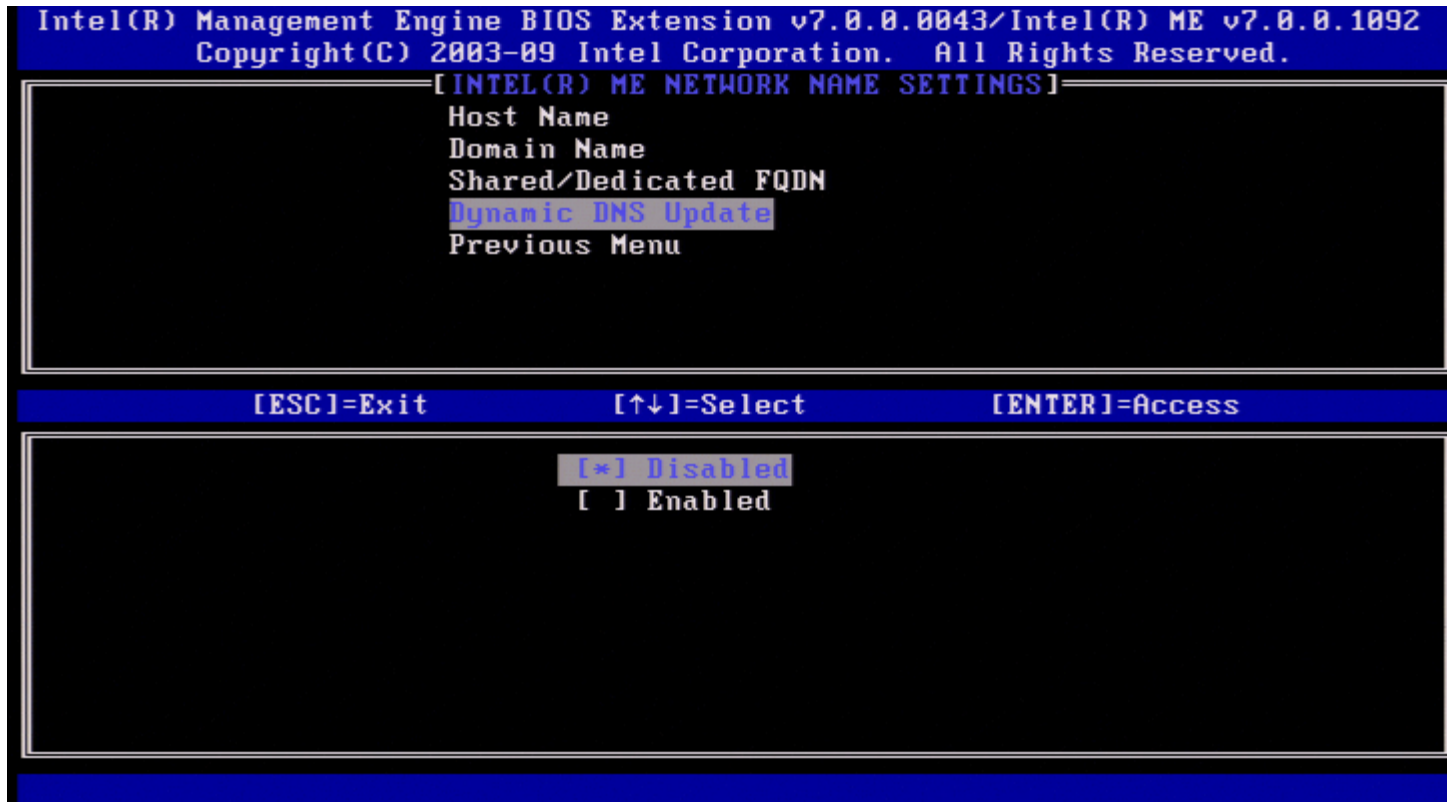 Intel(R) Management Engine BIOS Extension v7.0.0.0043/Intel(R) ME v7.0.0.1092
Copyright(C) 2003-09 Intel Corporation. All Rights Reserved.
[INTEL(R) ME NETWORK NAME SETTINGS]
Host Name
Domain Name
Shared/Dedicated FQDN
Dynamic DNS Update
Previous Menu
[ESC]=Exit [↑↓]=Select [ENTER]=Access
[*] Disabled
[ ] Enabled